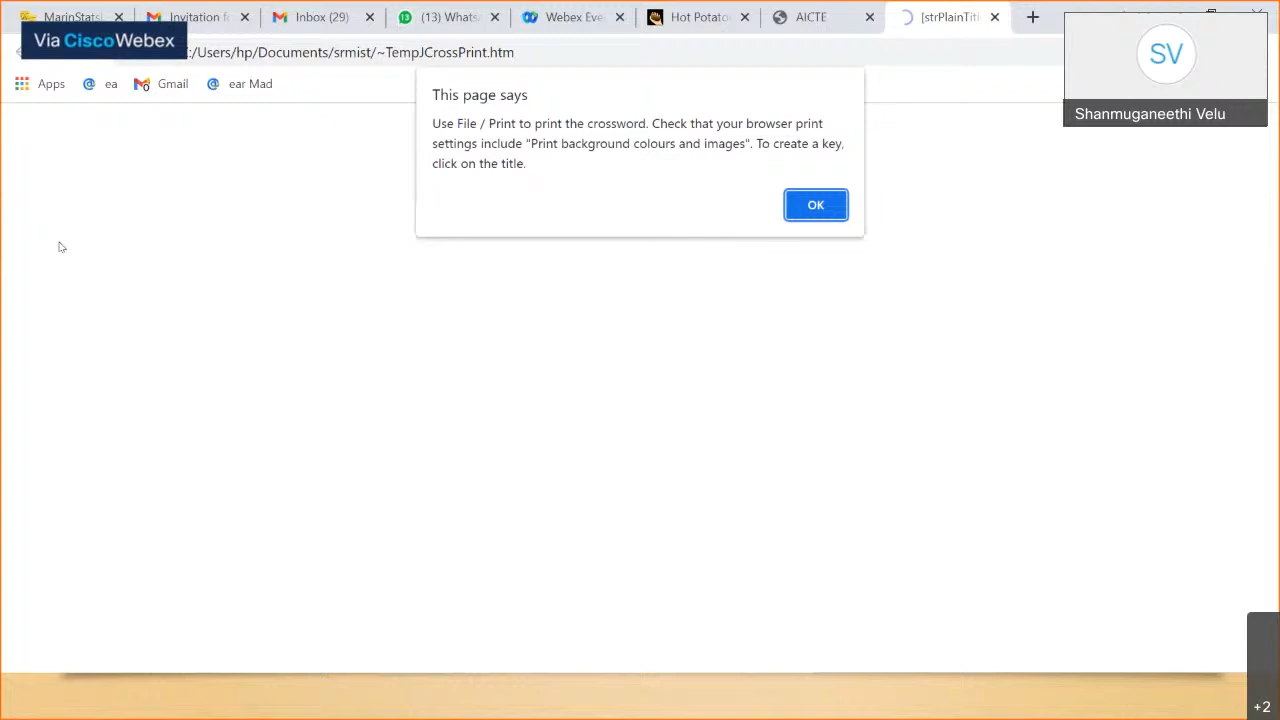 MarinStats
Invitation f
Inbox (29)
(13) Whats
Webex Eve
Hot Potato
AICTE
[strPlainTit
Via CiscoWebex
:/Users/hp/Documents/srmist/~TempJCrossPrint.htm
Apps
ea
Gmail
ear Mad
This page says
Use File / Print to print the crossword. Check that your browser print
settings include "Print background colours and images". To create a key,
click on the title.
OK
SV
Shanmuganeethi Velu
+2